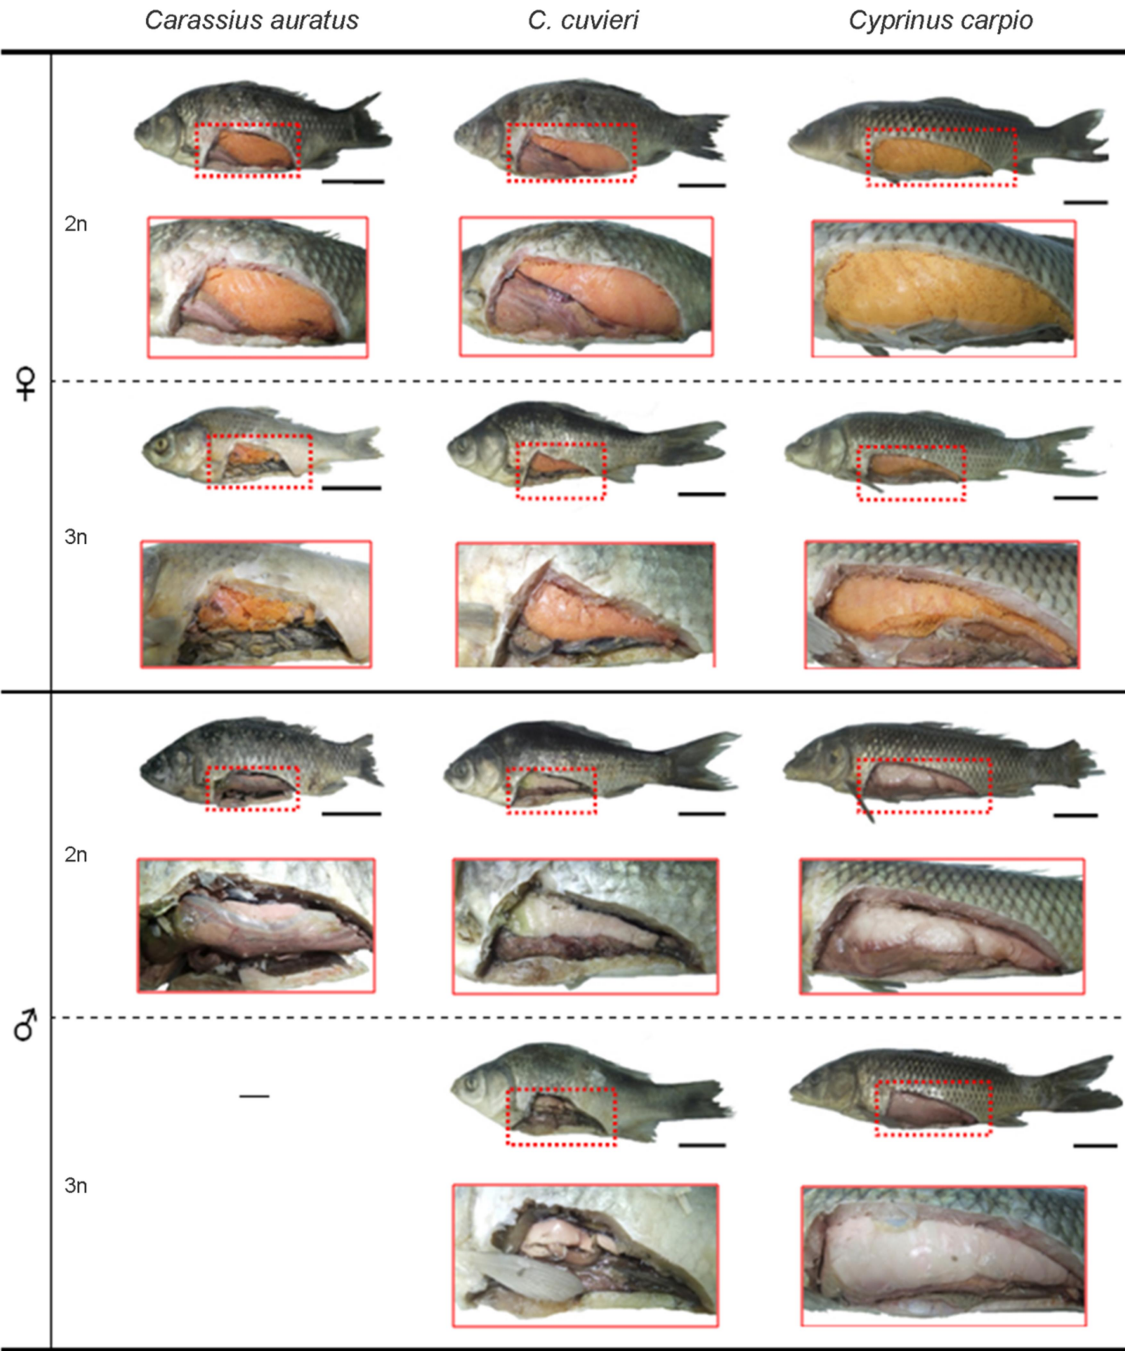 Carassius auratus C. cuvieri Cyprinus carpio
2n
♀
3n
2n
♂
—
3n